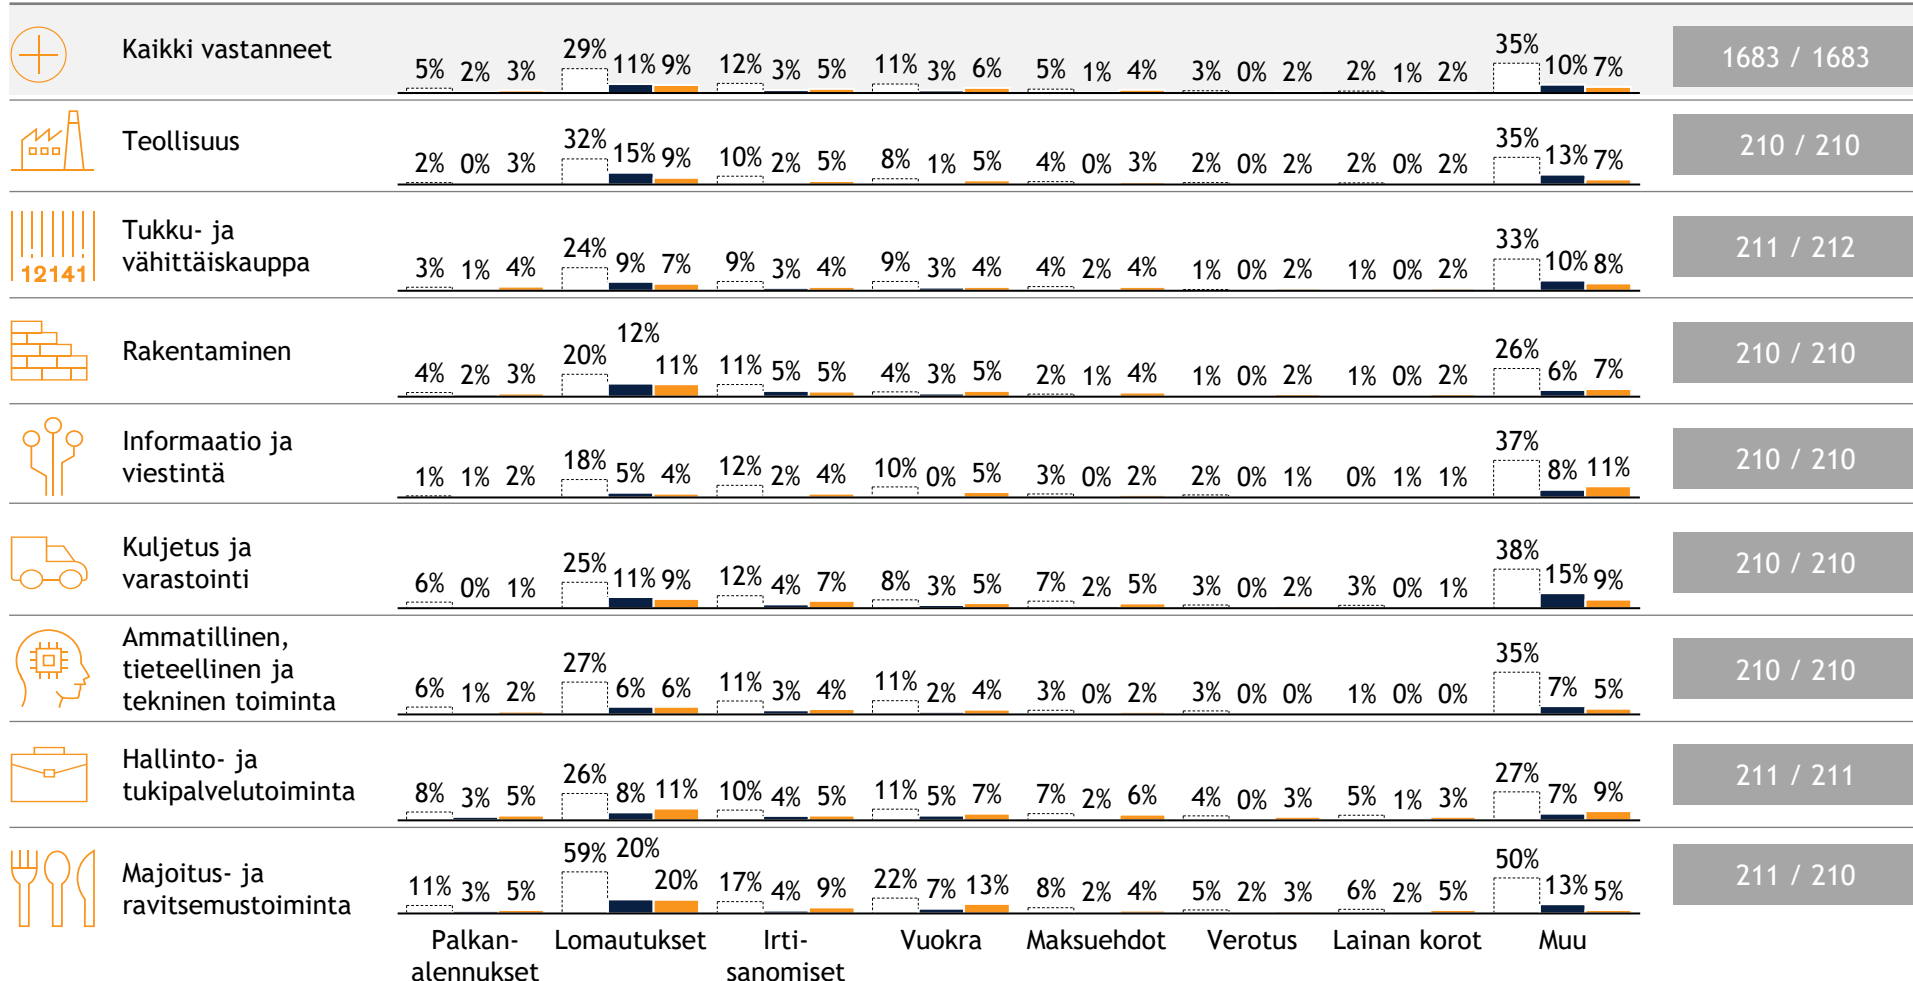 Kaikki vastanneet
5% 2% 3% 29% 11% 9% 12% 3% 5% 11% 3% 6% 5% 1% 4% 3% 0% 2% 2% 1% 2% 35% 10% 7%
1683 / 1683
Teollisuus
2% 0% 3% 32% 15% 9% 10% 2% 5% 8% 1% 5% 4% 0% 3% 2% 0% 2% 2% 0% 2% 35% 13% 7%
210 / 210
Tukku- ja
vähittäiskauppa
12141
3% 1% 4% 24% 9% 7% 9% 3% 4% 9% 3% 4% 4% 2% 4% 1% 0% 2% 1% 0% 2% 33% 10% 8%
211 / 212
Rakentaminen
4% 2% 3% 20% 12% 11% 11% 5% 5% 4% 3% 5% 2% 1% 4% 1% 0% 2% 1% 0% 2% 26% 6% 7%
210 / 210
Informaatio ja
viestintä
1% 1% 2% 18% 5% 4% 12% 2% 4% 10% 0% 5% 3% 0% 2% 2% 0% 1% 0% 1% 1% 37% 8% 11%
210 / 210
Kuljetus ja
varastointi
6% 0% 1% 25% 11% 9% 12% 4% 7% 8% 3% 5% 7% 2% 5% 3% 0% 2% 3% 0% 1% 38% 15% 9%
210 / 210
Ammatillinen,
tieteellinen ja
tekninen toiminta
6% 1% 2% 27% 6% 6% 11% 3% 4% 11% 2% 4% 3% 0% 2% 3% 0% 0% 1% 0% 0% 35% 7% 5%
210 / 210
Hallinto- ja
tukipalvelutoiminta
8% 3% 5% 26% 8% 11% 10% 4% 5% 11% 5% 7% 7% 2% 6% 4% 0% 3% 5% 1% 3% 27% 7% 9%
211 / 211
Majoitus- ja
ravitsemustoiminta
11% 3% 5% 59% 20% 20% 17% 4% 9% 22% 7% 13% 8% 2% 4% 5% 2% 3% 6% 2% 5% 50% 13% 5%
211 / 210
Palkan-
alennukset
Lomautukset
Irti-
sanomiset
Vuokra
Maksuehdot
Verotus
Lainan korot
Muu